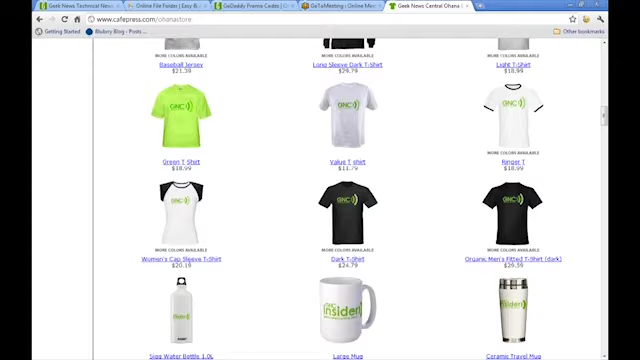 Geek News Technical News
Online File Folder | Easy B
GoDaddy Promo Codes | C
GoToMeeting : Online Mee
Geek News Central Ohana
www.cafepress.com/ohanastore
Getting Started
Blubrry Blog - Posts ...
Other bookmarks
MORE COLORS AVAILABLE
Baseball Jersey
$21.39
MORE COLORS AVAILABLE
Long Sleeve Dark T-Shirt
$29.79
MORE COLORS AVAILABLE
Light T-Shirt
$18.99
GNC
Green T Shirt
$18.99
GNC
Value T shirt
$11.79
GNC
MORE COLORS AVAILABLE
Ringer T
$18.99
GNC
MORE COLORS AVAILABLE
Women's Cap Sleeve T-Shirt
$20.19
GNC
MORE COLORS AVAILABLE
Dark T-Shirt
$24.79
GNC
MORE COLORS AVAILABLE
Organic Men's Fitted T-Shirt (dark)
$29.59
Sigg Water Bottle 1.0L
GNC
insider
Large Mug
insider
Ceramic Travel Mug